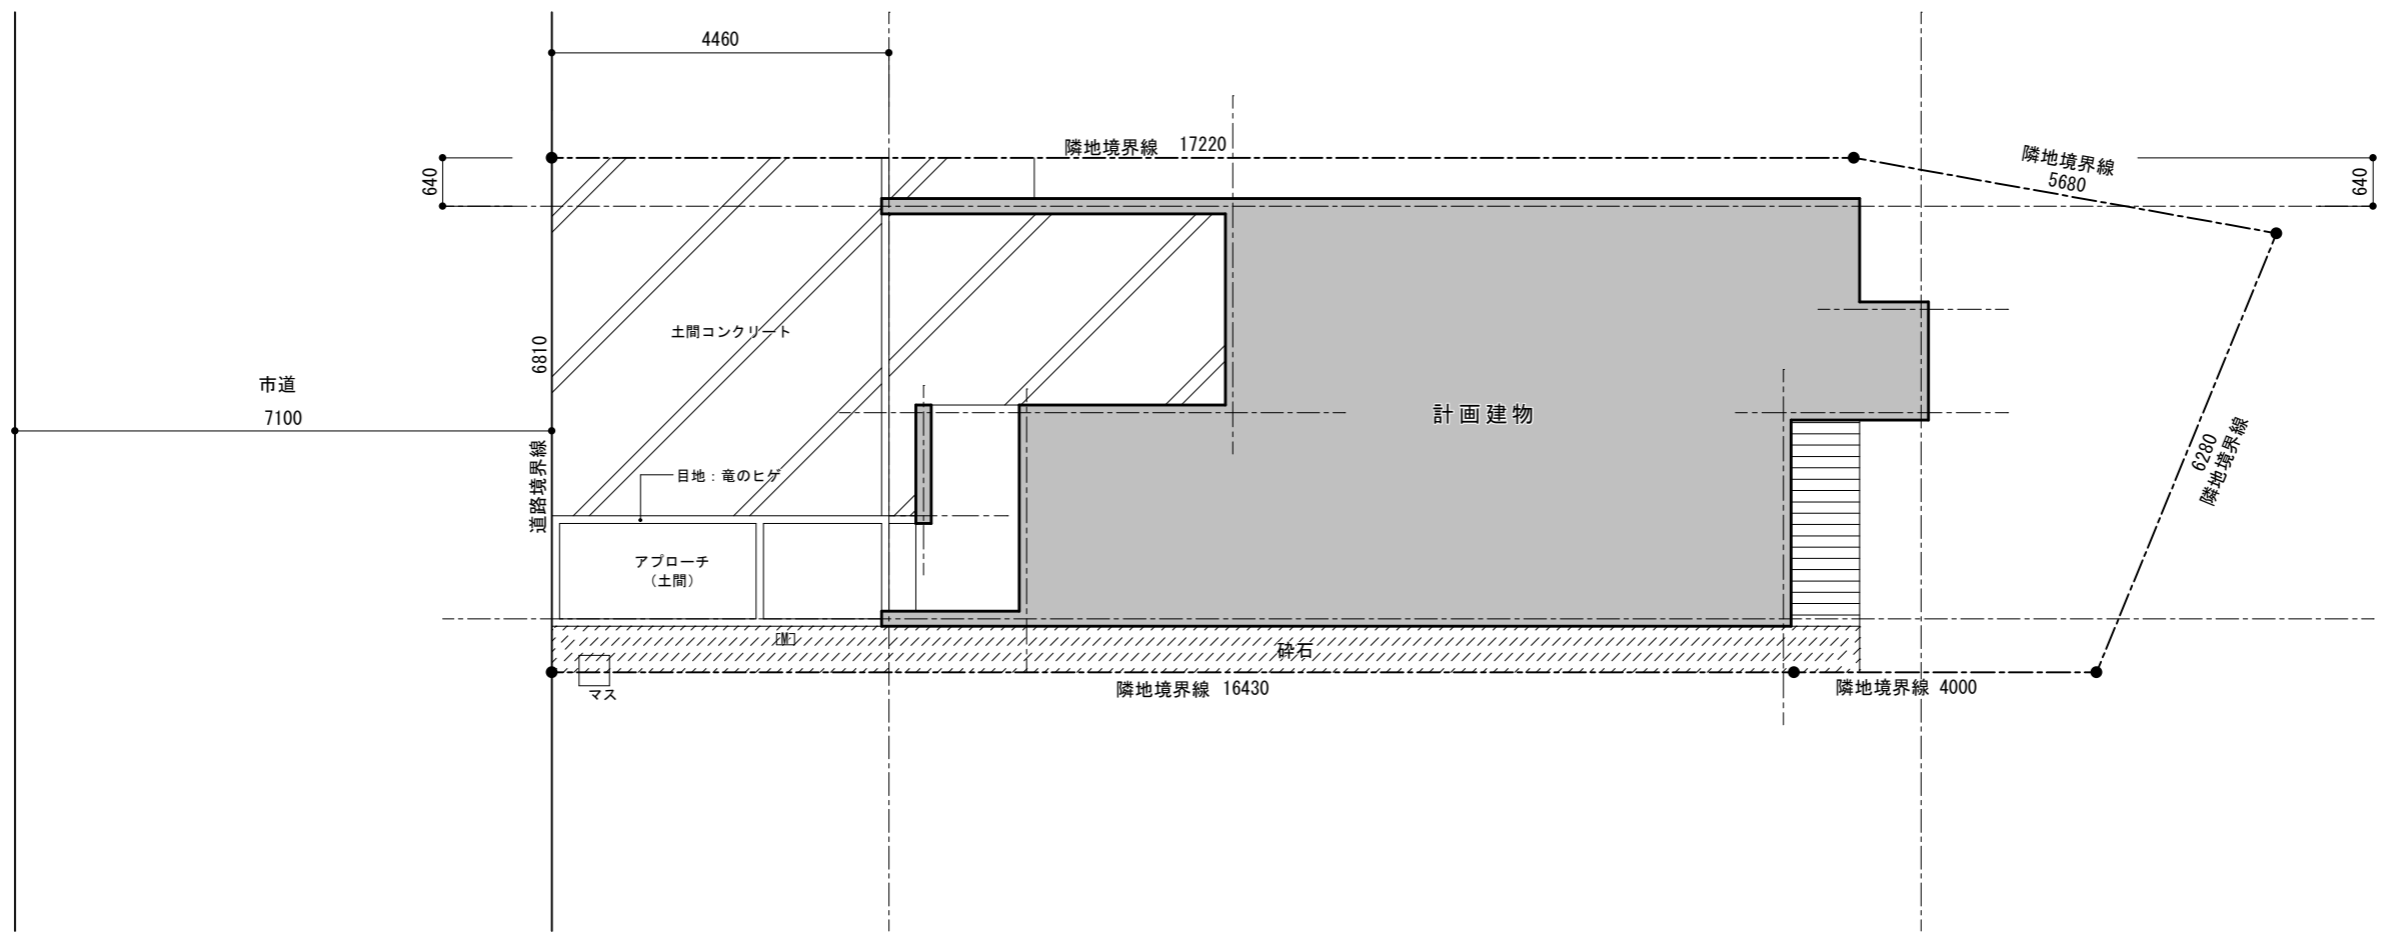 4460
隣地境界線 17220
隣地境界線
5680
640
640
土間コンクリート
6810
市道
7100
計画建物
道路境界線
目地：竜のヒゲ
6280
隣地境界線
アプローチ
（土間）
M
砕石
マス
隣地境界線 16430
隣地境界線 4000